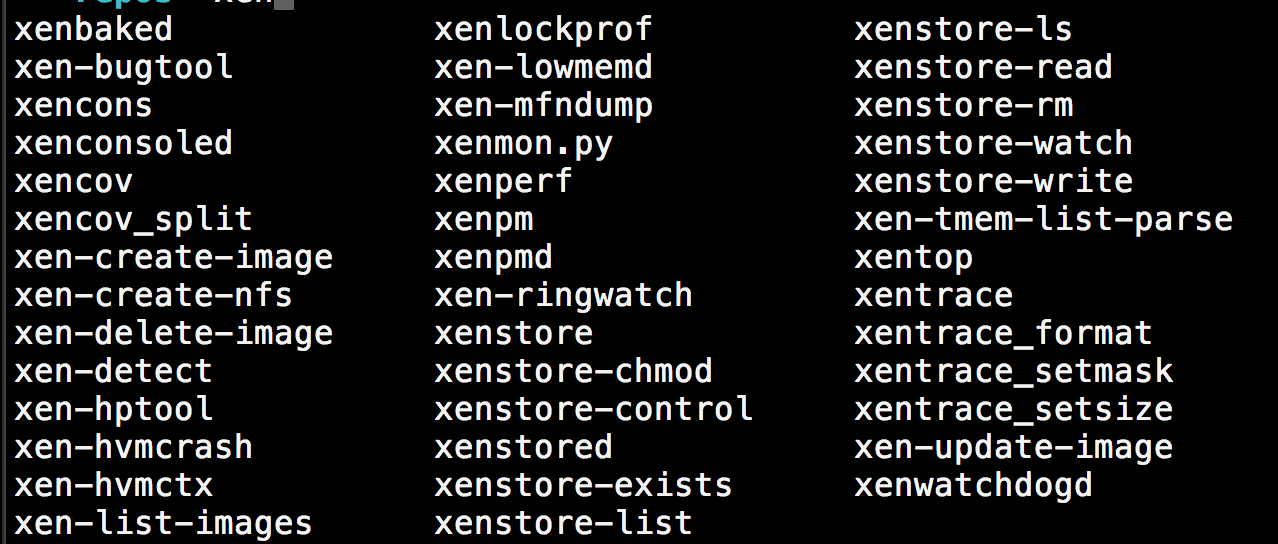 repos xen
xenbaked xenlockprof xenstore-ls
xen-bugtool xen-lowmemd xenstore-read
xencons xen-mfndump xenstore-rm
xenconsoled xenmon.py xenstore-watch
xencov xenperf xenstore-write
xencov_split xenpm xen-tmem-list-parse
xen-create-image xenpmd xentop
xen-create-nfs xen-ringwatch xentrace
xen-delete-image xenstore xentrace_format
xen-detect xenstore-chmod xentrace_setmask
xen-hptool xenstore-control xentrace_setsize
xen-hvmcrash xenstored xen-update-image
xen-hvmctx xenstore-exists xenwatchdogd
xen-list-images xenstore-list